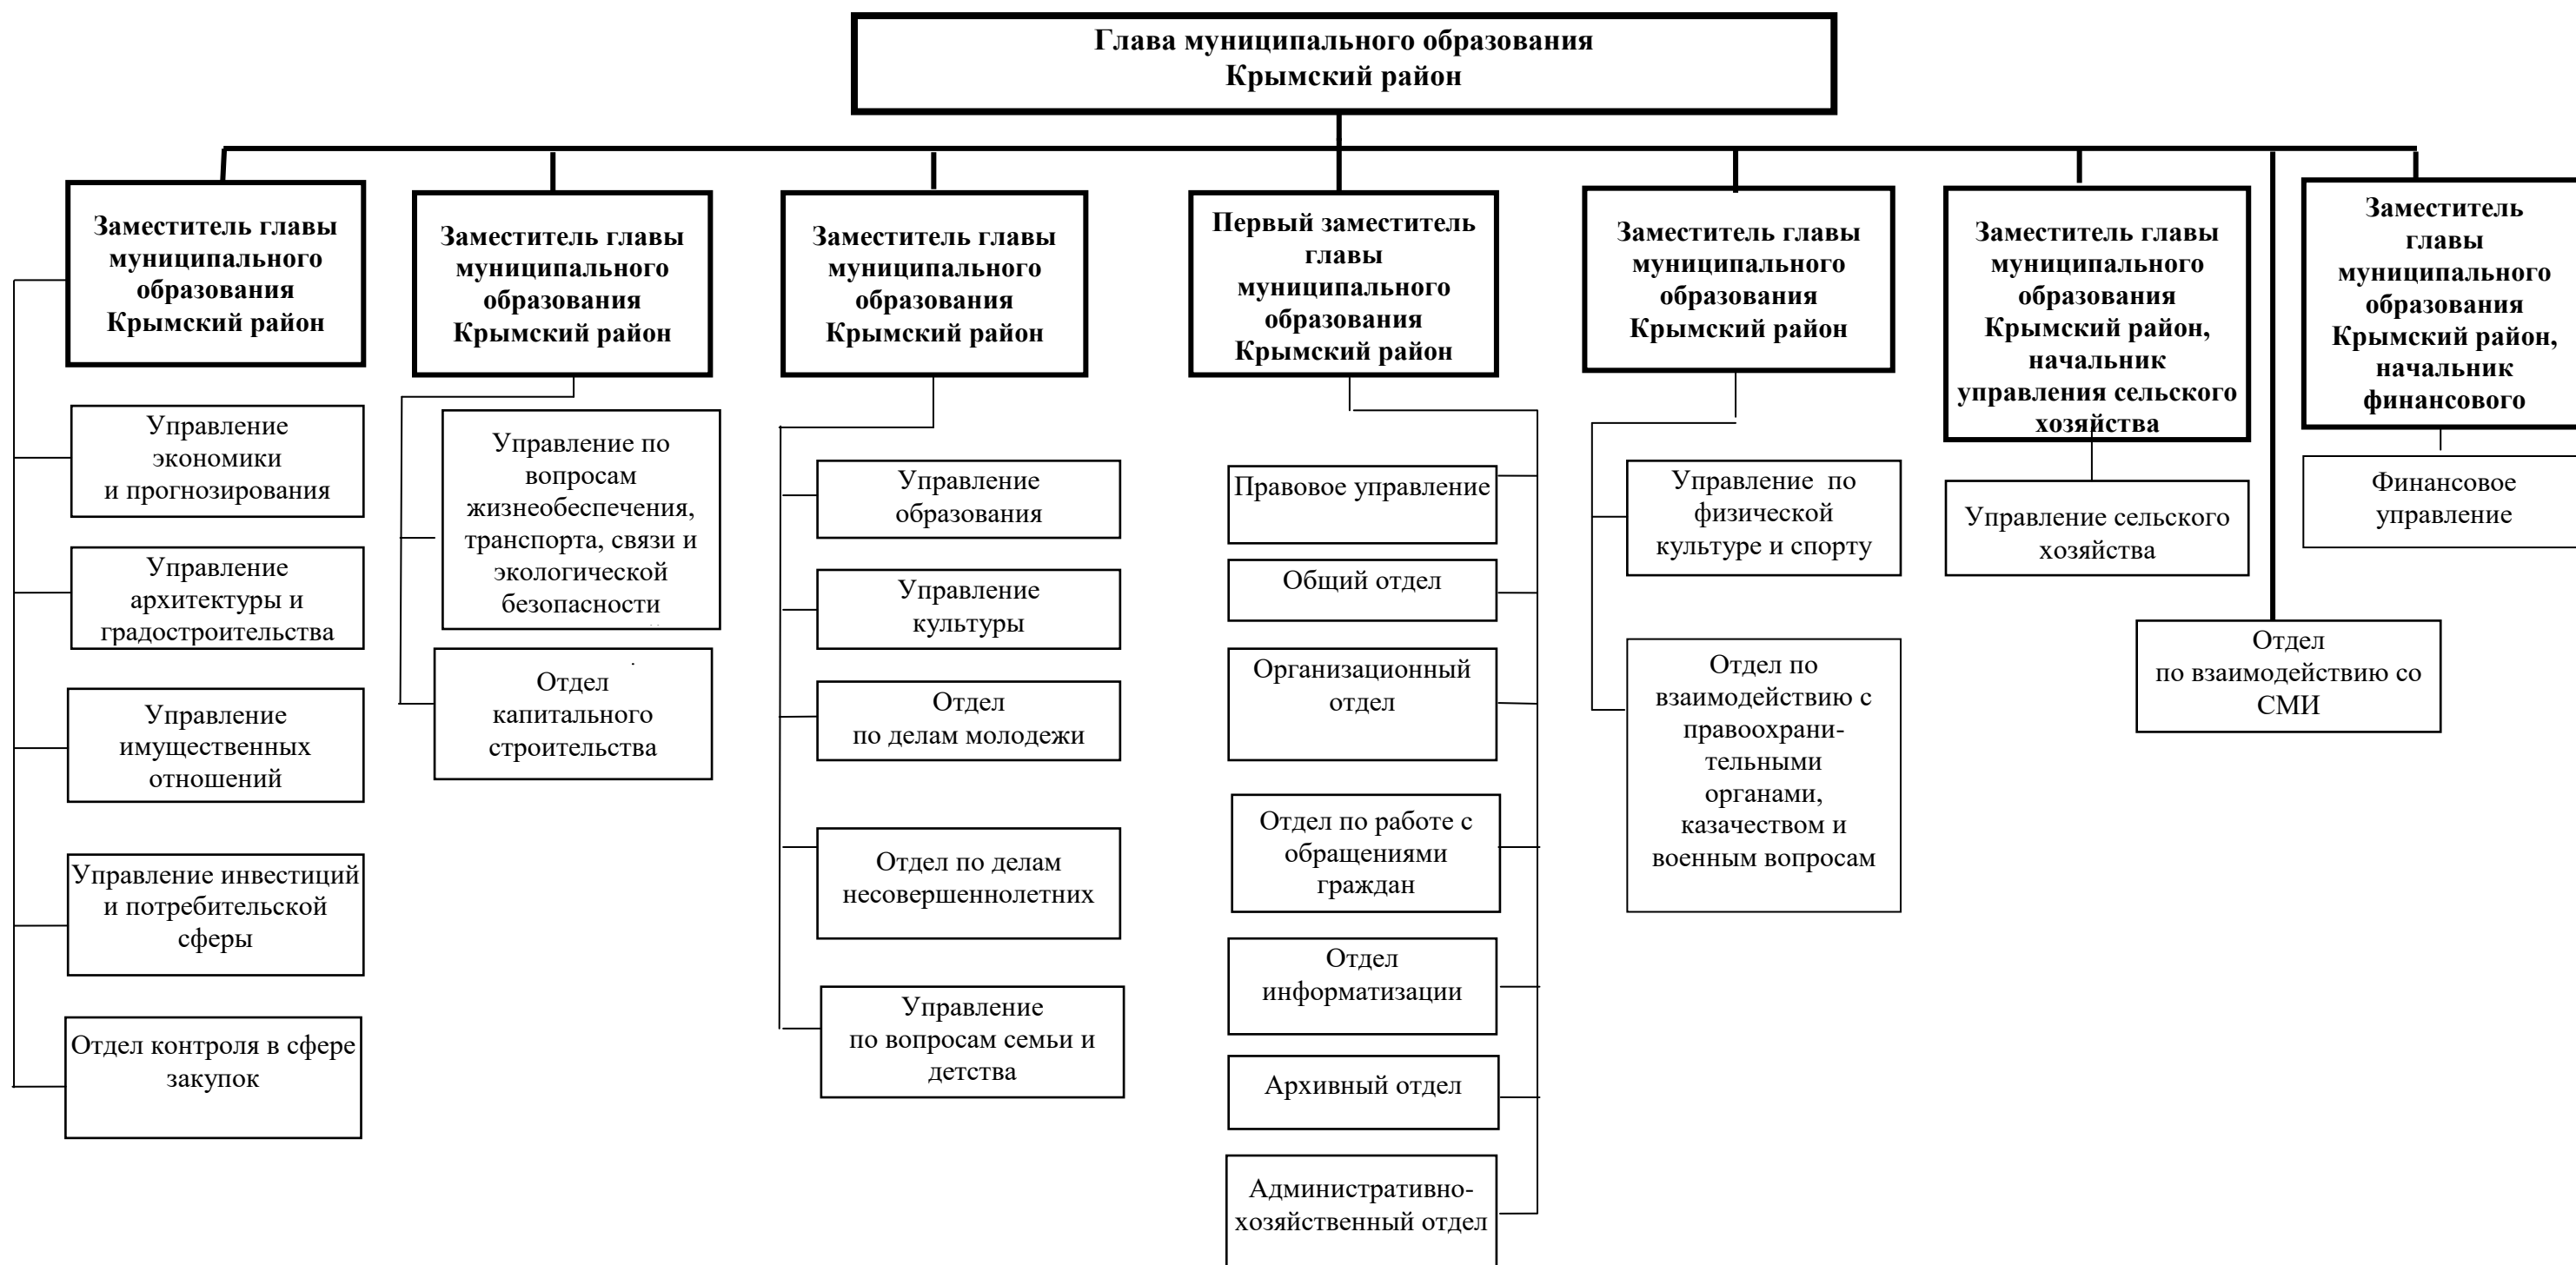 Глава муниципального образования
Крымский район
Заместитель главы
муниципального
образования
Крымский район
Заместитель главы
муниципального
образования
Крымский район
Заместитель главы
муниципального
образования
Крымский район
Первый заместитель
главы
муниципального
образования
Крымский район
Заместитель главы
муниципального
образования
Крымский район
Заместитель главы
муниципального
образования
Крымский район,
начальник
управления сельского
хозяйства
Заместитель
главы
муниципального
образования
Крымский район,
начальник
финансового
Управление
экономики
и прогнозирования
Управление
архитектуры и
градостроительства
Управление
имущественных
отношений
Управление инвестиций
и потребительской
сферы
Отдел контроля в сфере
закупок
Управление по
вопросам
жизнеобеспечения,
транспорта, связи и
экологической
безопасности
Отдел
капитального
строительства
Управление
образования
Управление
культуры
Отдел
по делам молодежи
Отдел по делам
несовершеннолетних
Управление
по вопросам семьи и
детства
Правовое управление
Общий отдел
Организационный
отдел
Отдел по работе с
обращениями
граждан
Отдел
информатизации
Архивный отдел
Административно-
хозяйственный отдел
Управление  по
физической
культуре и спорту
Отдел по
взаимодействию с
правоохрани-
тельными
органами,
казачеством и
военным вопросам
Управление сельского
хозяйства
Отдел
по взаимодействию со
СМИ
Финансовое
управление